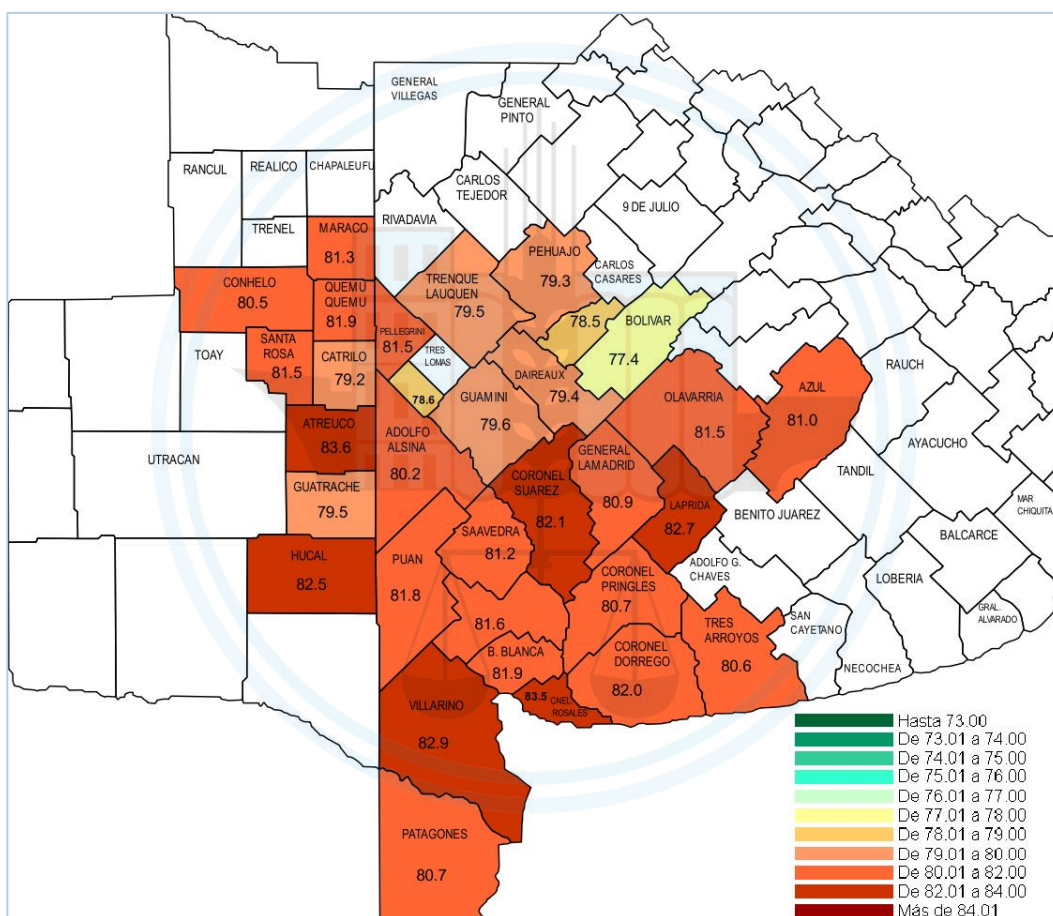 GENERAL
VILLEGAS
GENERAL
PINTO
RANCUL
REALICO
CHAPALEUFU
CARLOS
TEJEDOR
9 DE JULIO
RIVADAVIA
TRENEL
MARACO
81.3
PEHUAJO
79.3
CARLOS
CASARES
TRENQUE
LAUQUEN
79.5
CONHELO
80.5
QUEMU
QUEMU
81.9
PELLEGRINI
81.5
78.5
BOLIVAR
77.4
TOAY
SANTA
ROSA
81.5
CATRILO
79.2
TRES
LOMAS
RAUCH
78.6
GUAMINI
79.6
DAIREAUX
79.4
OLAVARRIA
81.5
AZUL
81.0
ATREUCO
83.6
ADOLFO
ALSINA
80.2
AYACUCHO
UTRACAN
GENERAL
LAMADRID
80.9
CORONEL
SUAREZ
82.1
TANDIL
GUATRACHE
79.5
LAPRIDA
82.7
MAR
CHIQUITA
BENITO JUAREZ
SAAVEDRA
81.2
BALCARCE
HUCAL
82.5
PUAN
81.8
ADOLFO G.
CHAVES
CORONEL
PRINGLES
80.7
LOBERIA
81.6
TRES
ARROYOS
80.6
SAN
CAYETANO
GRAL.
ALVARADO
B. BLANCA
81.9
CORONEL
DORREGO
82.0
NECOCHEA
83.5
CNEL.
ROSALES
VILLARINO
82.9
PATAGONES
80.7
Hasta 73.00
De 73.01 a 74.00
De 74.01 a 75.00
De 75.01 a 76.00
De 76.01 a 77.00
De 77.01 a 78.00
De 78.01 a 79.00
De 79.01 a 80.00
De 80.01 a 82.00
De 82.01 a 84.00
Más de 84.01